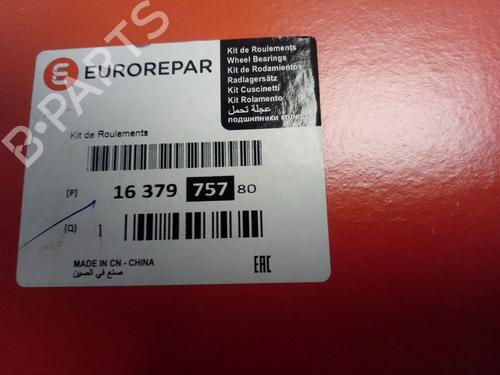 EUROREPAR
Kit de Roulements
Wheel Bearings
Kit de Rodamientos
Radlagersätz
Kit Cuscinetti
Kit Rolamento
عجلة تحمل
подшипники колес
Kit de Roulements
(P) 16 379 757 80
(Q) 1
MADE IN CN - CHINA
صنع في الصين
EAC
B-PARTS